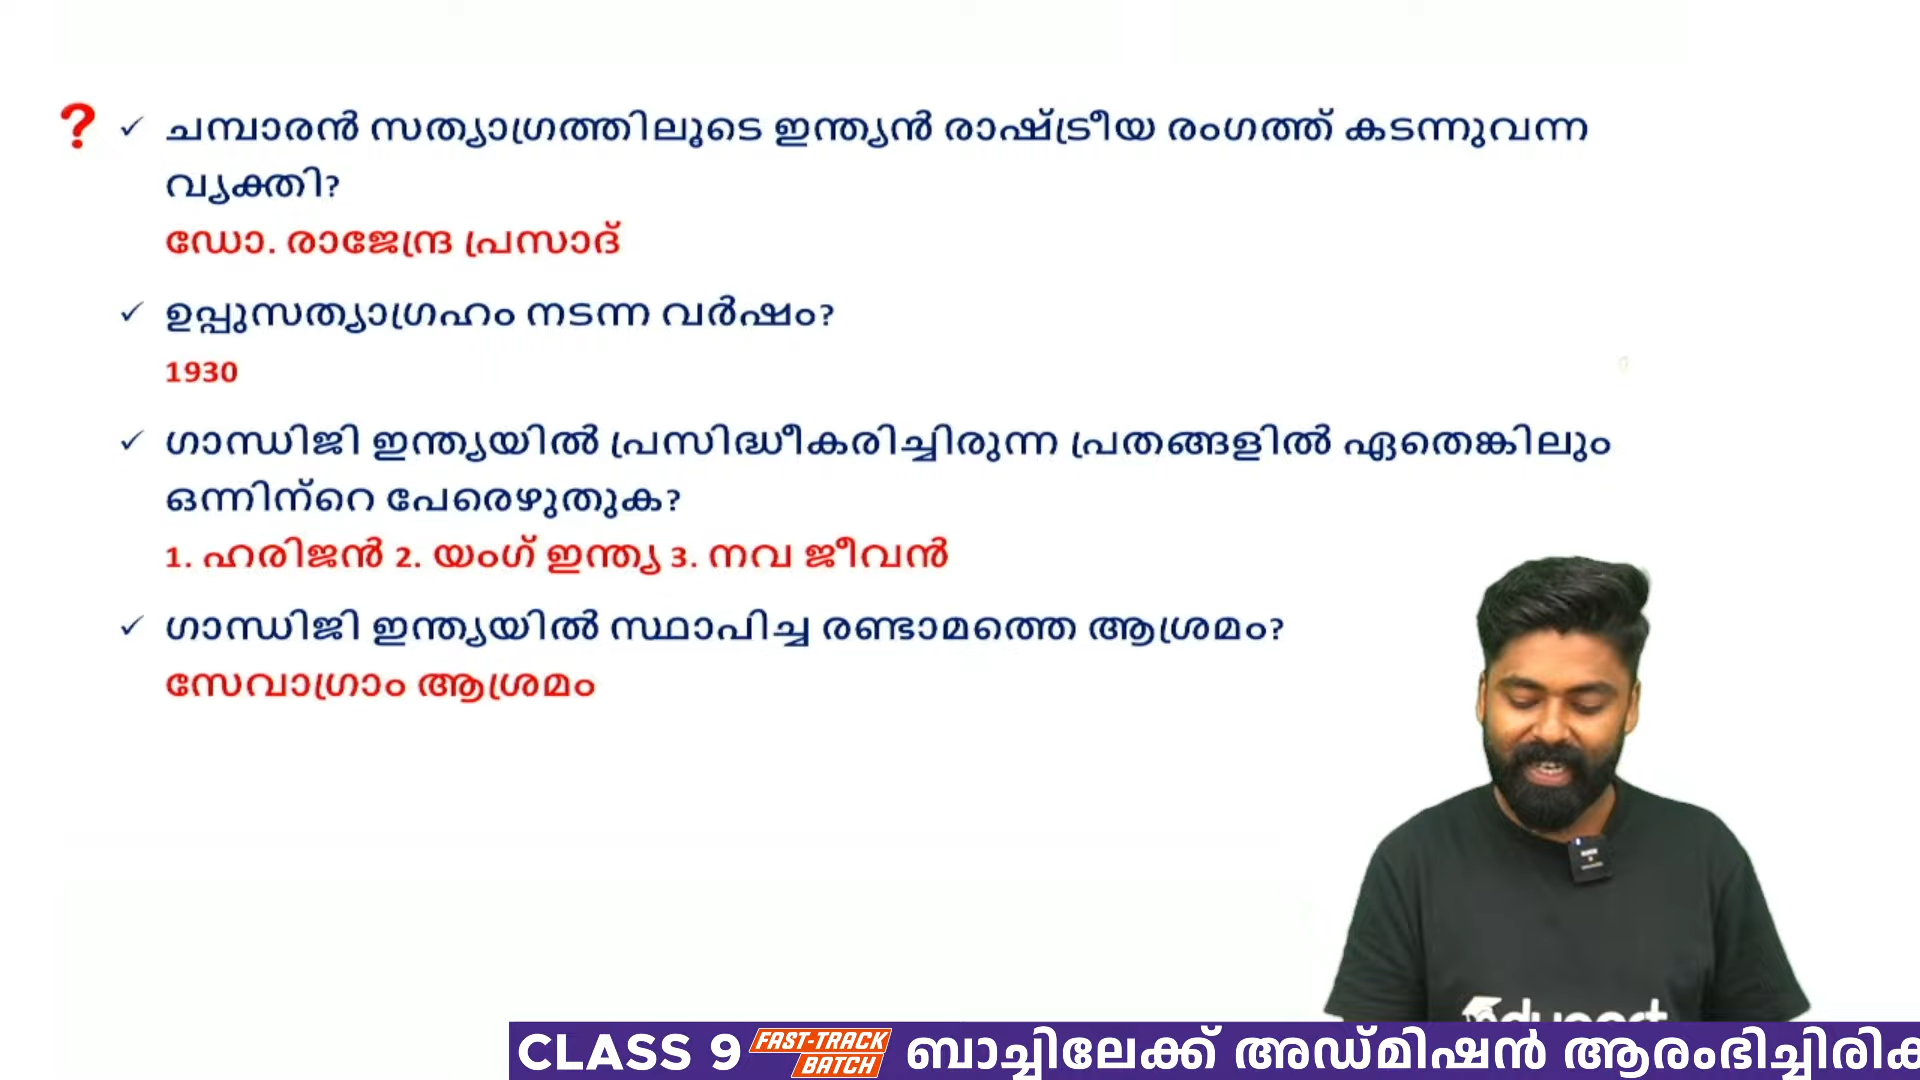 ? ✓ ചമ്പാരൻ സത്യാഗ്രത്തിലൂടെ ഇന്ത്യൻ രാഷ്ട്രീയ രംഗത്ത് കടന്നുവന്ന
വ്യക്തി?
ഡോ. രാജേന്ദ്ര പ്രസാദ്
✓ ഉപ്പുസത്യാഗ്രഹം നടന്ന വർഷം?
1930
✓ ഗാന്ധിജി ഇന്ത്യയിൽ പ്രസിദ്ധീകരിച്ചിരുന്ന പ്രതങ്ങളിൽ ഏതെങ്കിലും
ഒന്നിന്റെ പേരെഴുതുക?
1. ഹരിജൻ 2. യംഗ് ഇന്ത്യ 3. നവ ജീവൻ
✓ ഗാന്ധിജി ഇന്ത്യയിൽ സ്ഥാപിച്ച രണ്ടാമത്തെ ആശ്രമം?
സേവാഗ്രാം ആശ്രമം
CLASS 9 FAST-TRACK BATCH ബാച്ചിലേക്ക് അഡ്മിഷൻ